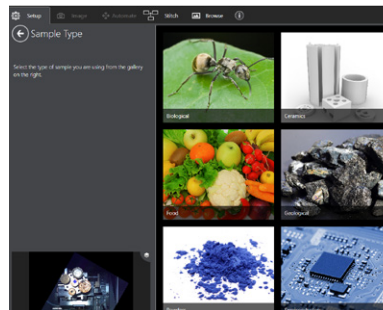 Setup Image Automate Stitch Browse
Sample Type
Select the type of sample you are using from the gallery
on the right.
Biological
Ceramics
Food
Geological